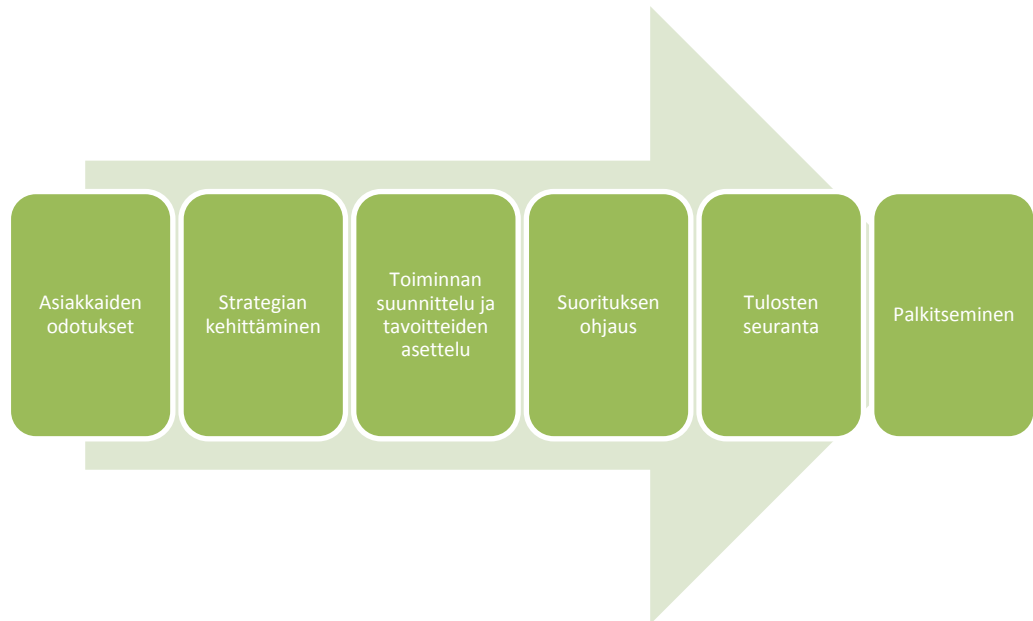 Asiakkaiden
odotukset
Strategian
kehittäminen
Toiminnan
suunnittelu ja
tavoitteiden
asettelu
Suorituksen
ohjaus
Tulosten
seuranta
Palkitseminen